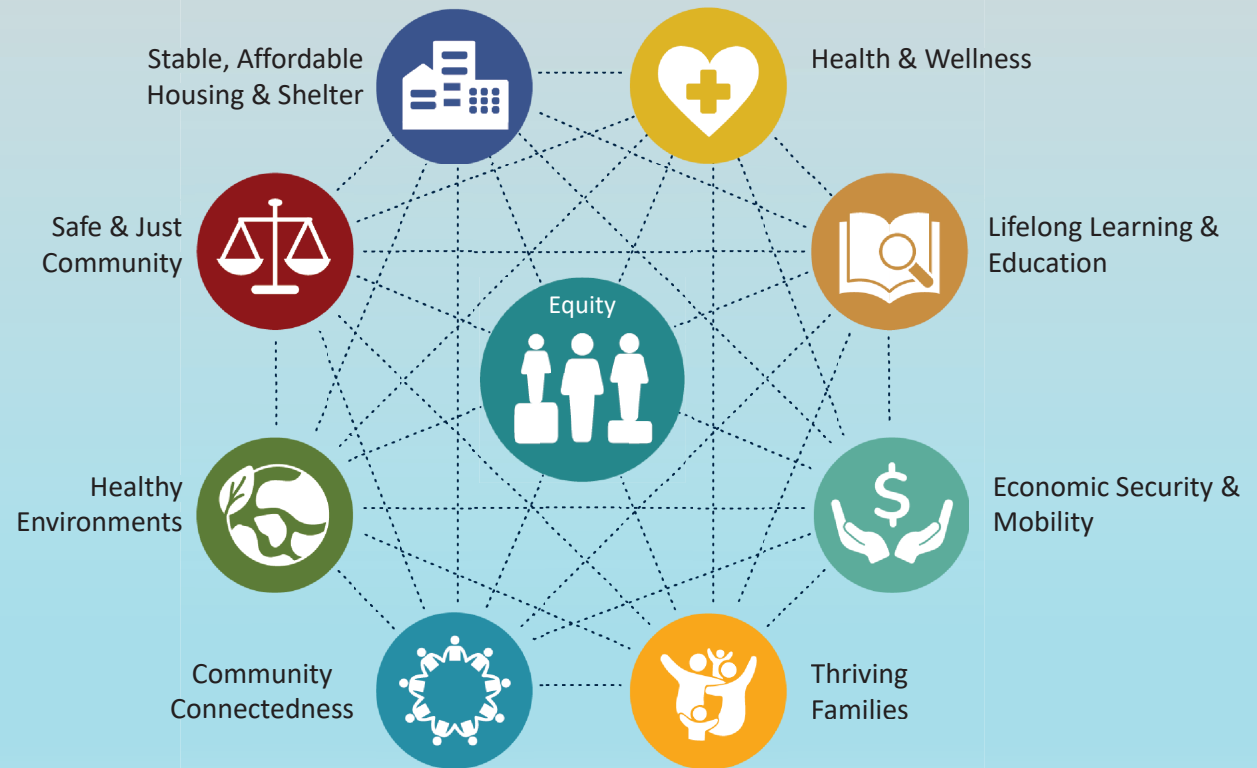 Stable, Affordable
Housing & Shelter
Health & Wellness
Safe & Just
Community
Lifelong Learning &
Education
Equity
Healthy
Environments
$
Economic Security &
Mobility
Community
Connectedness
Thriving
Families